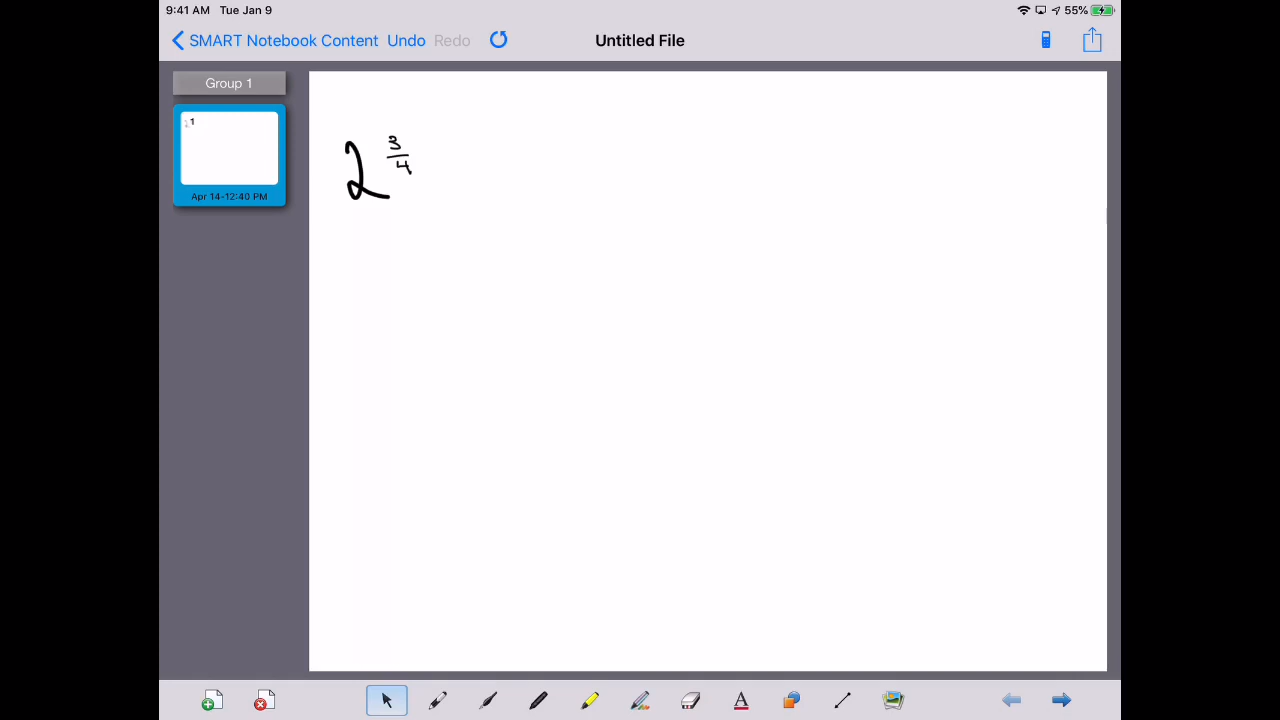 9:41 AM Tue Jan 9 55%
SMART Notebook Content Undo Redo Untitled File
Group 1
1
Apr 14-12:40 PM
2^(3/4)
A